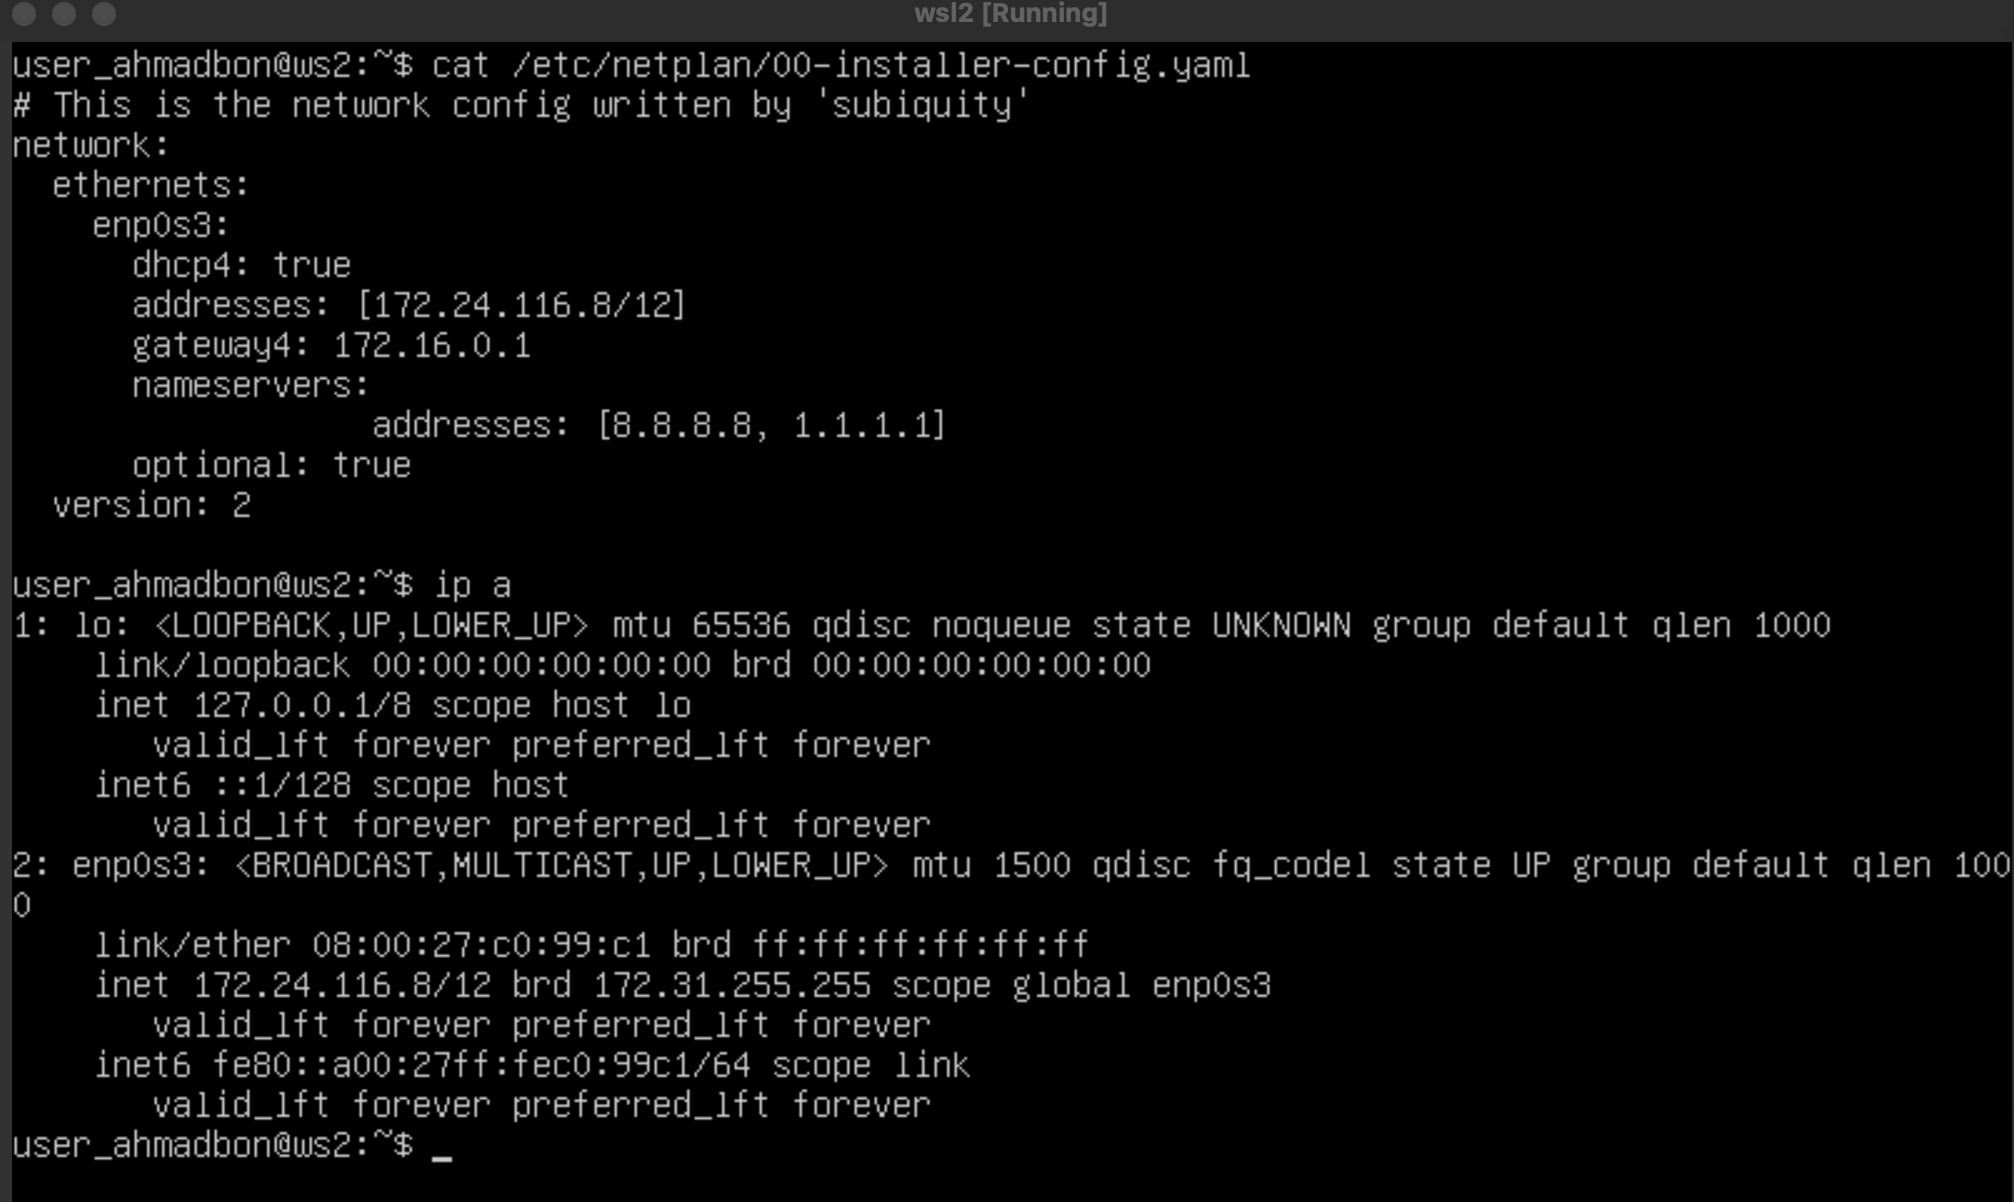 wsl2 [Running]
user_ahmadbon@ws2:~$ cat /etc/netplan/00-installer-config.yaml
# This is the network config written by 'subiquity'
network:
  ethernets:
    enp0s3:
      dhcp4: true
      addresses: [172.24.116.8/12]
      gateway4: 172.16.0.1
      nameservers:
                  addresses: [8.8.8.8, 1.1.1.1]
      optional: true
  version: 2
user_ahmadbon@ws2:~$ ip a
1: lo: <LOOPBACK,UP,LOWER_UP> mtu 65536 qdisc noqueue state UNKNOWN group default qlen 1000
    link/loopback 00:00:00:00:00:00 brd 00:00:00:00:00:00
    inet 127.0.0.1/8 scope host lo
       valid_lft forever preferred_lft forever
    inet6 ::1/128 scope host
       valid_lft forever preferred_lft forever
2: enp0s3: <BROADCAST,MULTICAST,UP,LOWER_UP> mtu 1500 qdisc fq_codel state UP group default qlen 100
0
    link/ether 08:00:27:c0:99:c1 brd ff:ff:ff:ff:ff:ff
    inet 172.24.116.8/12 brd 172.31.255.255 scope global enp0s3
       valid_lft forever preferred_lft forever
    inet6 fe80::a00:27ff:fec0:99c1/64 scope link
       valid_lft forever preferred_lft forever
user_ahmadbon@ws2:~$ _